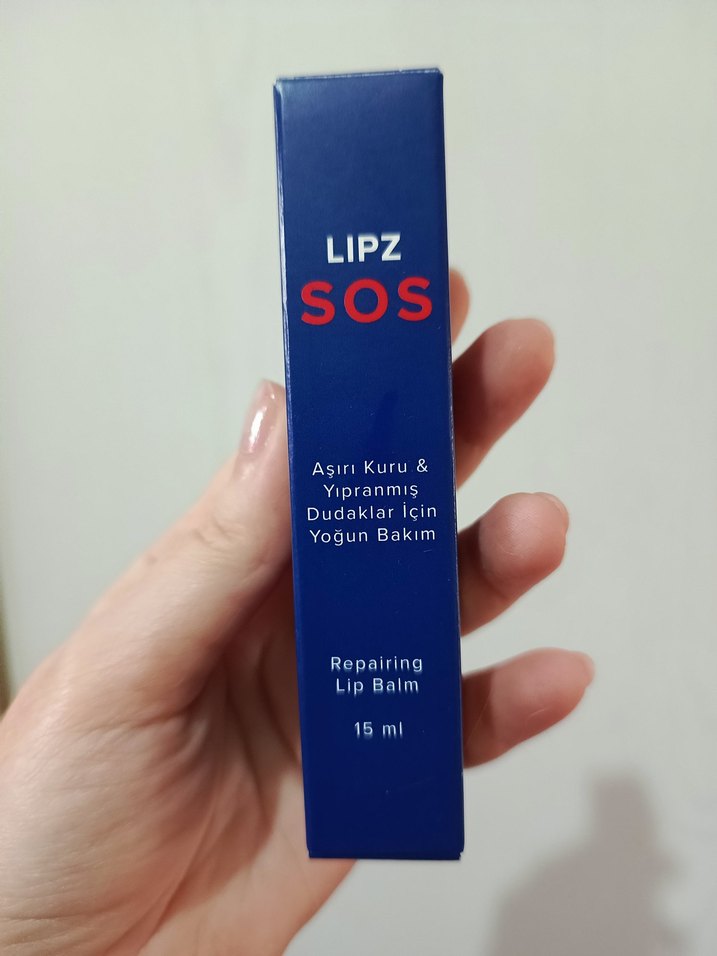 LIPZ
SOS
Aşırı Kuru &
Yıpranmış
Dudaklar İçin
Yoğun Bakım
Repairing
Lip Balm
15 ml